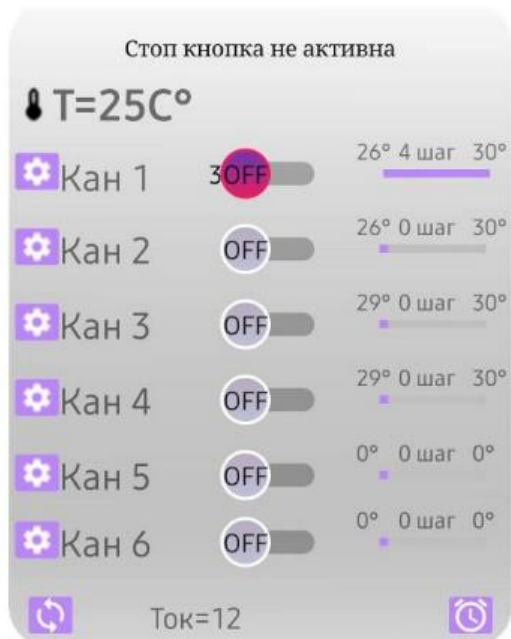 Стоп кнопка не активна
T=25C°
Кан 1 3OFF 26° 4 шаг 30°
Кан 2 OFF 26° 0 шаг 30°
Кан 3 OFF 29° 0 шаг 30°
Кан 4 OFF 29° 0 шаг 30°
Кан 5 OFF 0° 0 шаг 0°
Кан 6 OFF 0° 0 шаг 0°
Ток=12